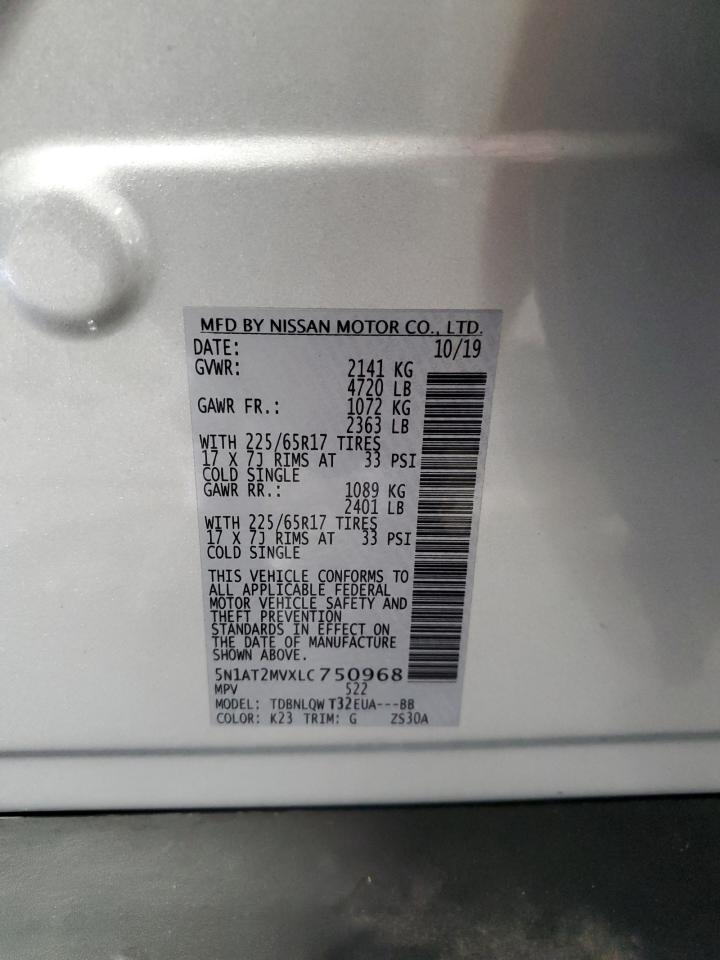 MFD BY NISSAN MOTOR CO., LTD.
DATE: 10/19
GVWR: 2141 KG
4720 LB
GAWR FR.: 1072 KG
2363 LB
WITH 225/65R17 TIRES
17 X 7J RIMS AT 33 PSI
COLD SINGLE
GAWR RR.: 1089 KG
2401 LB
WITH 225/65R17 TIRES
17 X 7J RIMS AT 33 PSI
COLD SINGLE
THIS VEHICLE CONFORMS TO
ALL APPLICABLE FEDERAL
MOTOR VEHICLE SAFETY AND
THEFT PREVENTION
STANDARDS IN EFFECT ON
THE DATE OF MANUFACTURE
SHOWN ABOVE.
5N1AT2MVXLC750968
MPV 522
MODEL: TDBNLQW T32EUA---BB
COLOR: K23 TRIM: G ZS30A